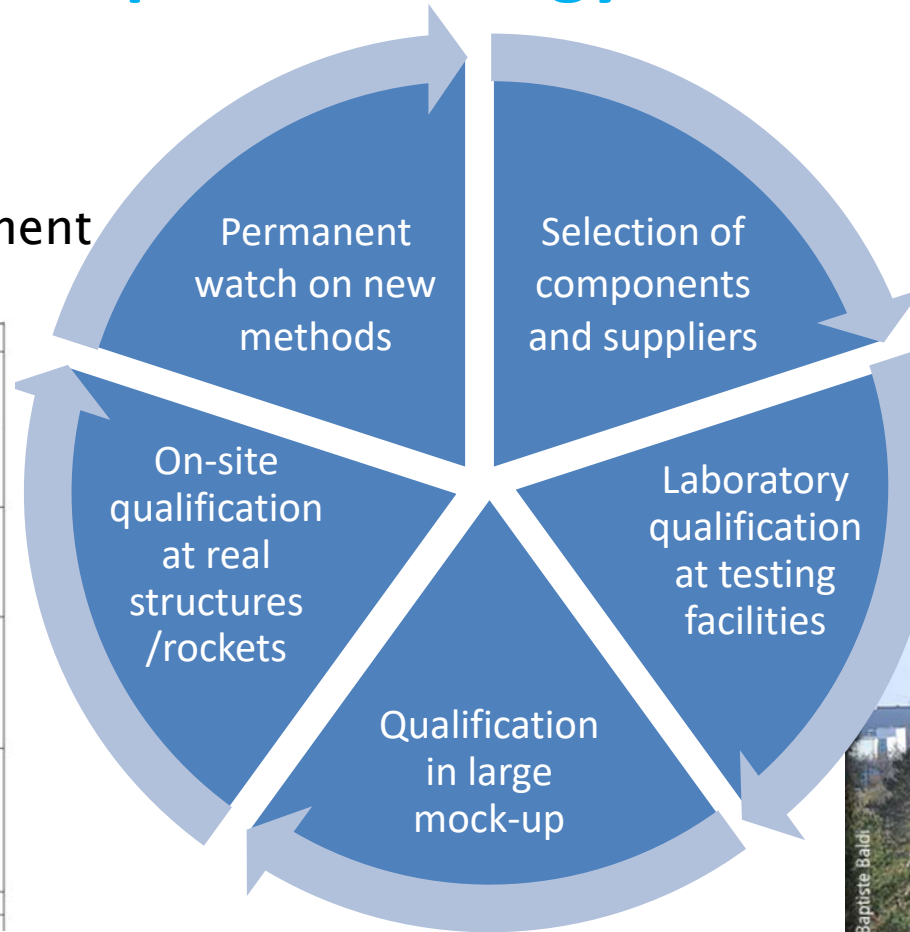 ment
Permanent
watch on new
methods
Selection of
components
and suppliers
Laboratory
qualification
at testing
facilities
Qualification
in large
mock-up
On-site
qualification
at real
structures
/rockets
Baptiste Baldi